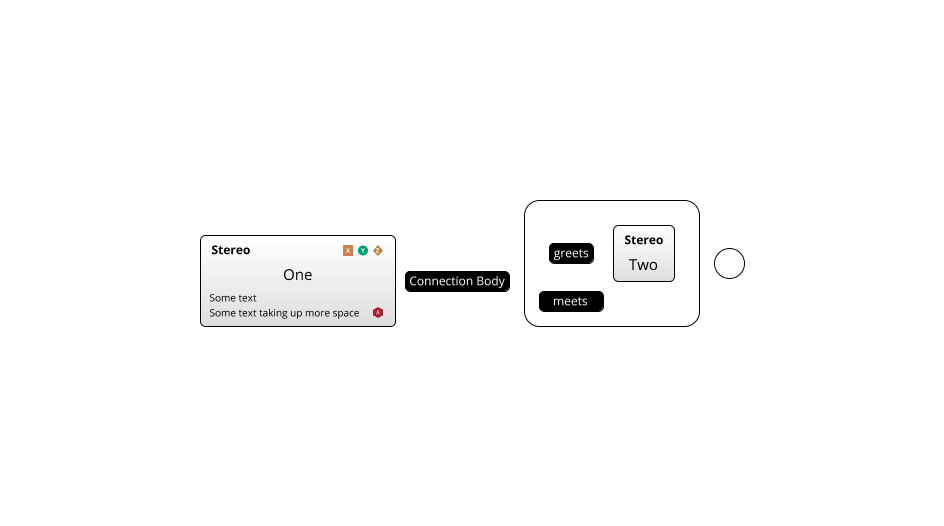 Stereo
X Y Z
One
Some text
Some text taking up more space
A
Connection Body
greets
meets
Stereo
Two